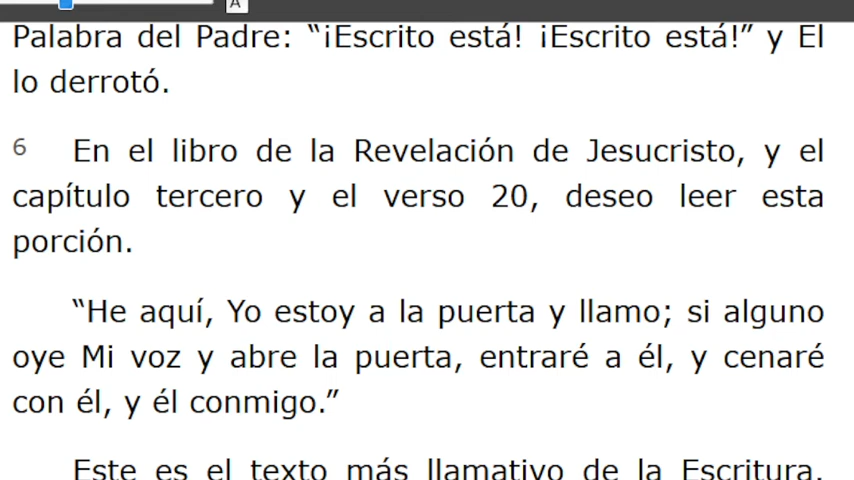 A
Palabra del Padre: “¡Escrito está! ¡Escrito está!” y El
lo derrotó.
6 En el libro de la Revelación de Jesucristo, y el
capítulo tercero y el verso 20, deseo leer esta
porción.
“He aquí, Yo estoy a la puerta y llamo; si alguno
oye Mi voz y abre la puerta, entraré a él, y cenaré
con él, y él conmigo.”
Este es el texto más llamativo de la Escritura.